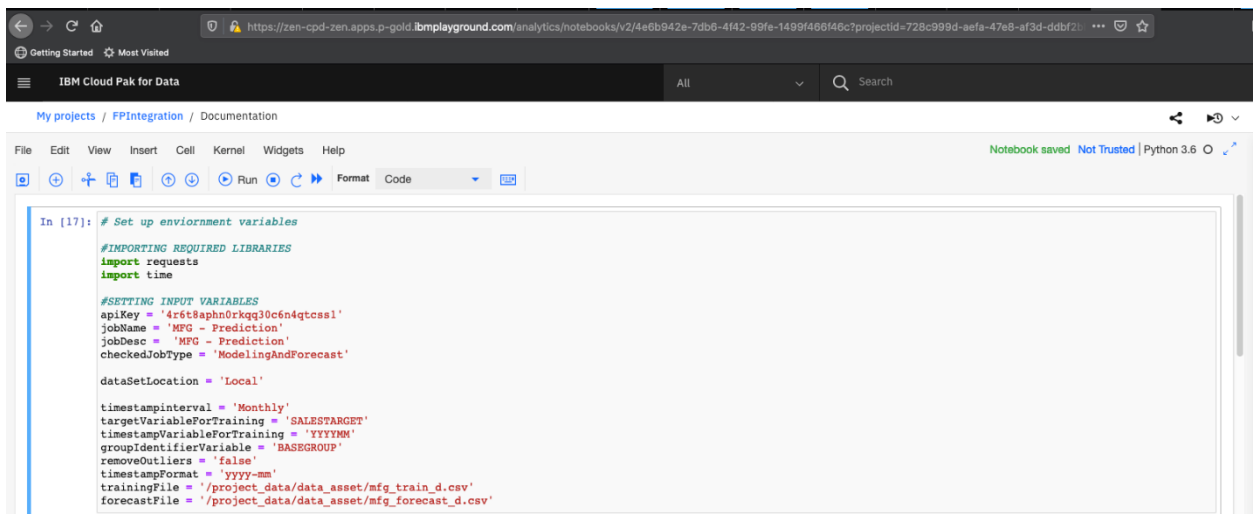 https://zen-cpd-zen.apps.p-gold.ibmplayground.com/analytics/notebooks/v2/4e6b942e-7db6-4f42-99fe-1499f466f46c?projectid=728c999d-aefa-47e8-af3d-ddbf2b
Getting Started Most Visited
IBM Cloud Pak for Data All Search
My projects / FPIntegration / Documentation
File Edit View Insert Cell Kernel Widgets Help Notebook saved Not Trusted | Python 3.6
Run Format Code
In [17]: # Set up enviornment variables
#IMPORTING REQUIRED LIBRARIES
import requests
import time
#SETTING INPUT VARIABLES
apiKey = '4r6t8aphn0rkqq30c6n4qtcss1'
jobName = 'MFG - Prediction'
jobDesc = 'MFG - Prediction'
checkedJobType = 'ModelingAndForecast'
dataSetLocation = 'Local'
timestampinterval = 'Monthly'
targetVariableForTraining = 'SALESTARGET'
timestampVariableForTraining = 'YYYYMM'
groupIdentifierVariable = 'BASEGROUP'
removeOutliers = 'false'
timestampFormat = 'yyyy-mm'
trainingFile = '/project_data/data_asset/mfg_train_d.csv'
forecastFile = '/project_data/data_asset/mfg_forecast_d.csv'